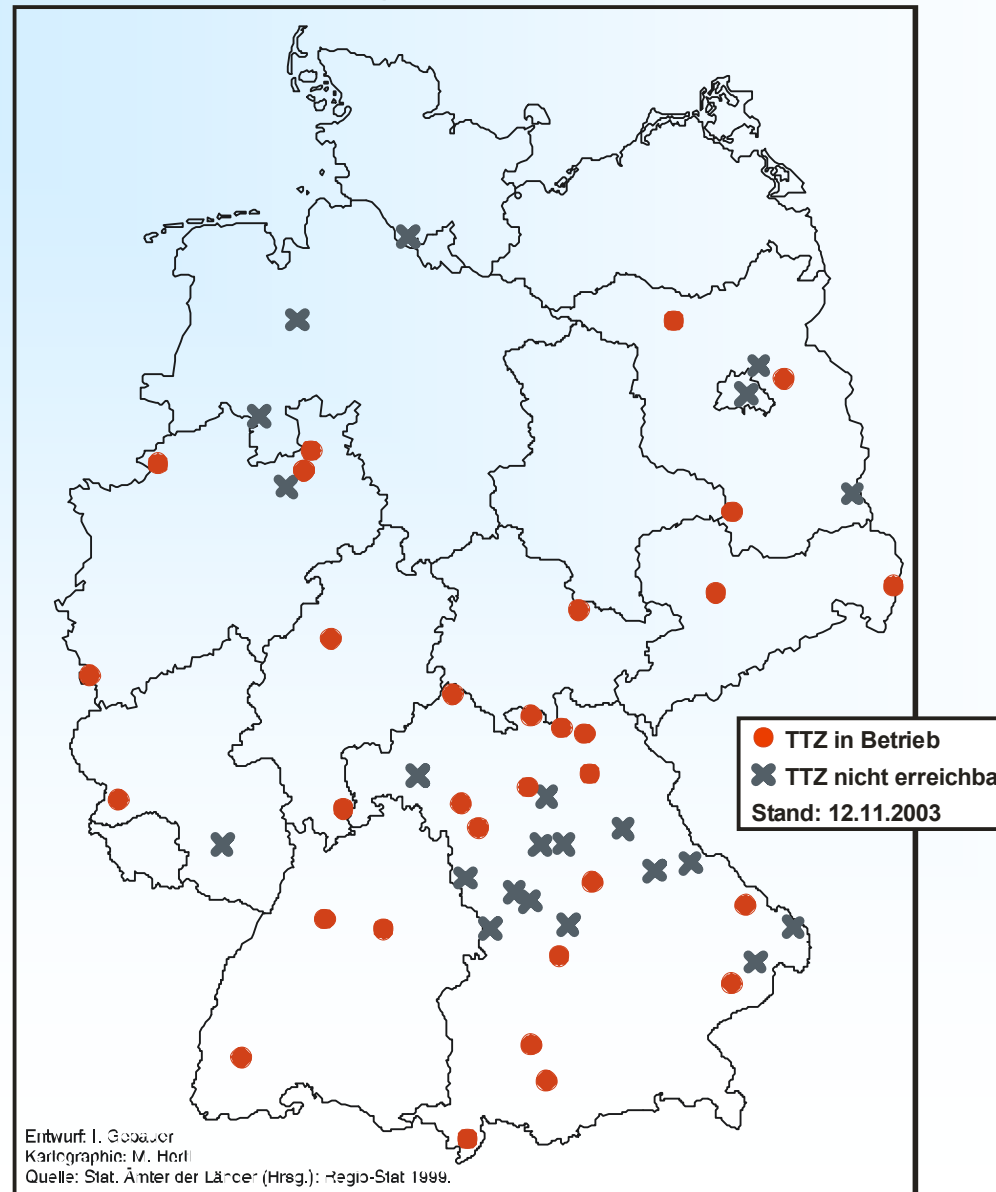 TTZ in Betrieb
TTZ nicht erreichba
Stand: 12.11.2003
Entwurf: I. Gebauer
Kartographie: M. Hertl
Quelle: Stat. Ämter der Länder (Hrsg.): Regio-Stat 1999.